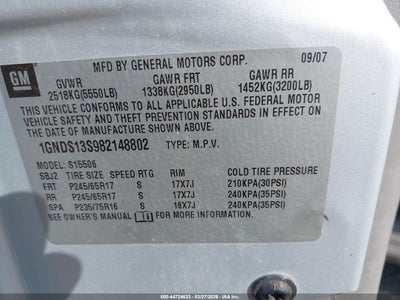 GM
MFD BY GENERAL MOTORS CORP. 09/07
GVWR GAWR FRT GAWR RR
2518KG(5550LB) 1338KG(2950LB) 1452KG(3200LB)
THIS VEHICLE CONFORMS TO ALL APPLICABLE U.S. FEDERAL MOTOR
VEHICLE SAFETY AND THEFT PREVENTION STANDARDS IN EFFECT ON
THE DATE OF MANUFACTURE SHOWN ABOVE.
1GNDS13S982148802 TYPE: M.P.V.
MODEL: S15506
SBJ2 TIRE SIZE SPEED RTG RIM COLD TIRE PRESSURE
FRT P245/65R17 S 17X7J 210KPA(30PSI)
RR P245/65R17 S 17X7J 240KPA(35PSI)
SPA P235/75R16 S 16X7J 240KPA(35PSI)
SEE OWNER'S MANUAL FOR ADDITIONAL INFORMATION.